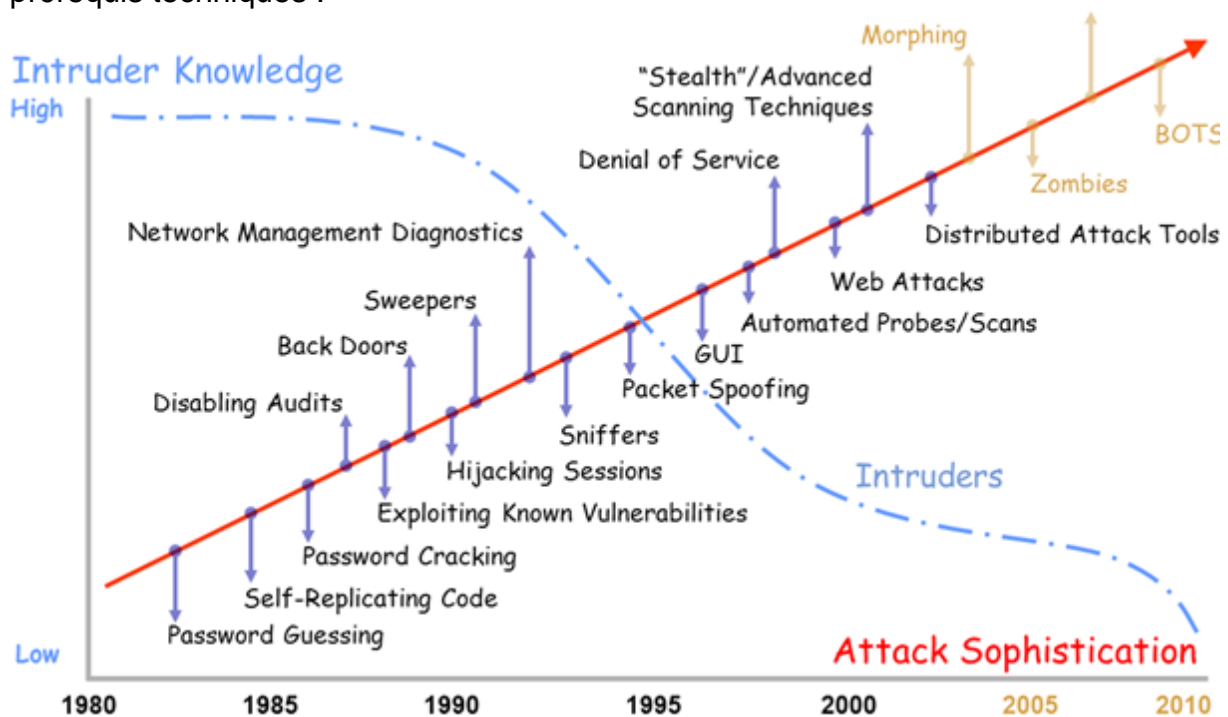 prérequis techniques :
Intruder Knowledge
High
Morphing
"Stealth"/Advanced
Scanning Techniques
BOTS
Denial of Service
Zombies
Network Management Diagnostics
Distributed Attack Tools
Web Attacks
Sweepers
Automated Probes/Scans
Back Doors
GUI
Packet Spoofing
Disabling Audits
Sniffers
Hijacking Sessions
Intruders
Exploiting Known Vulnerabilities
Password Cracking
Self-Replicating Code
Password Guessing
Low
Attack Sophistication
1980 1985 1990 1995 2000 2005 2010